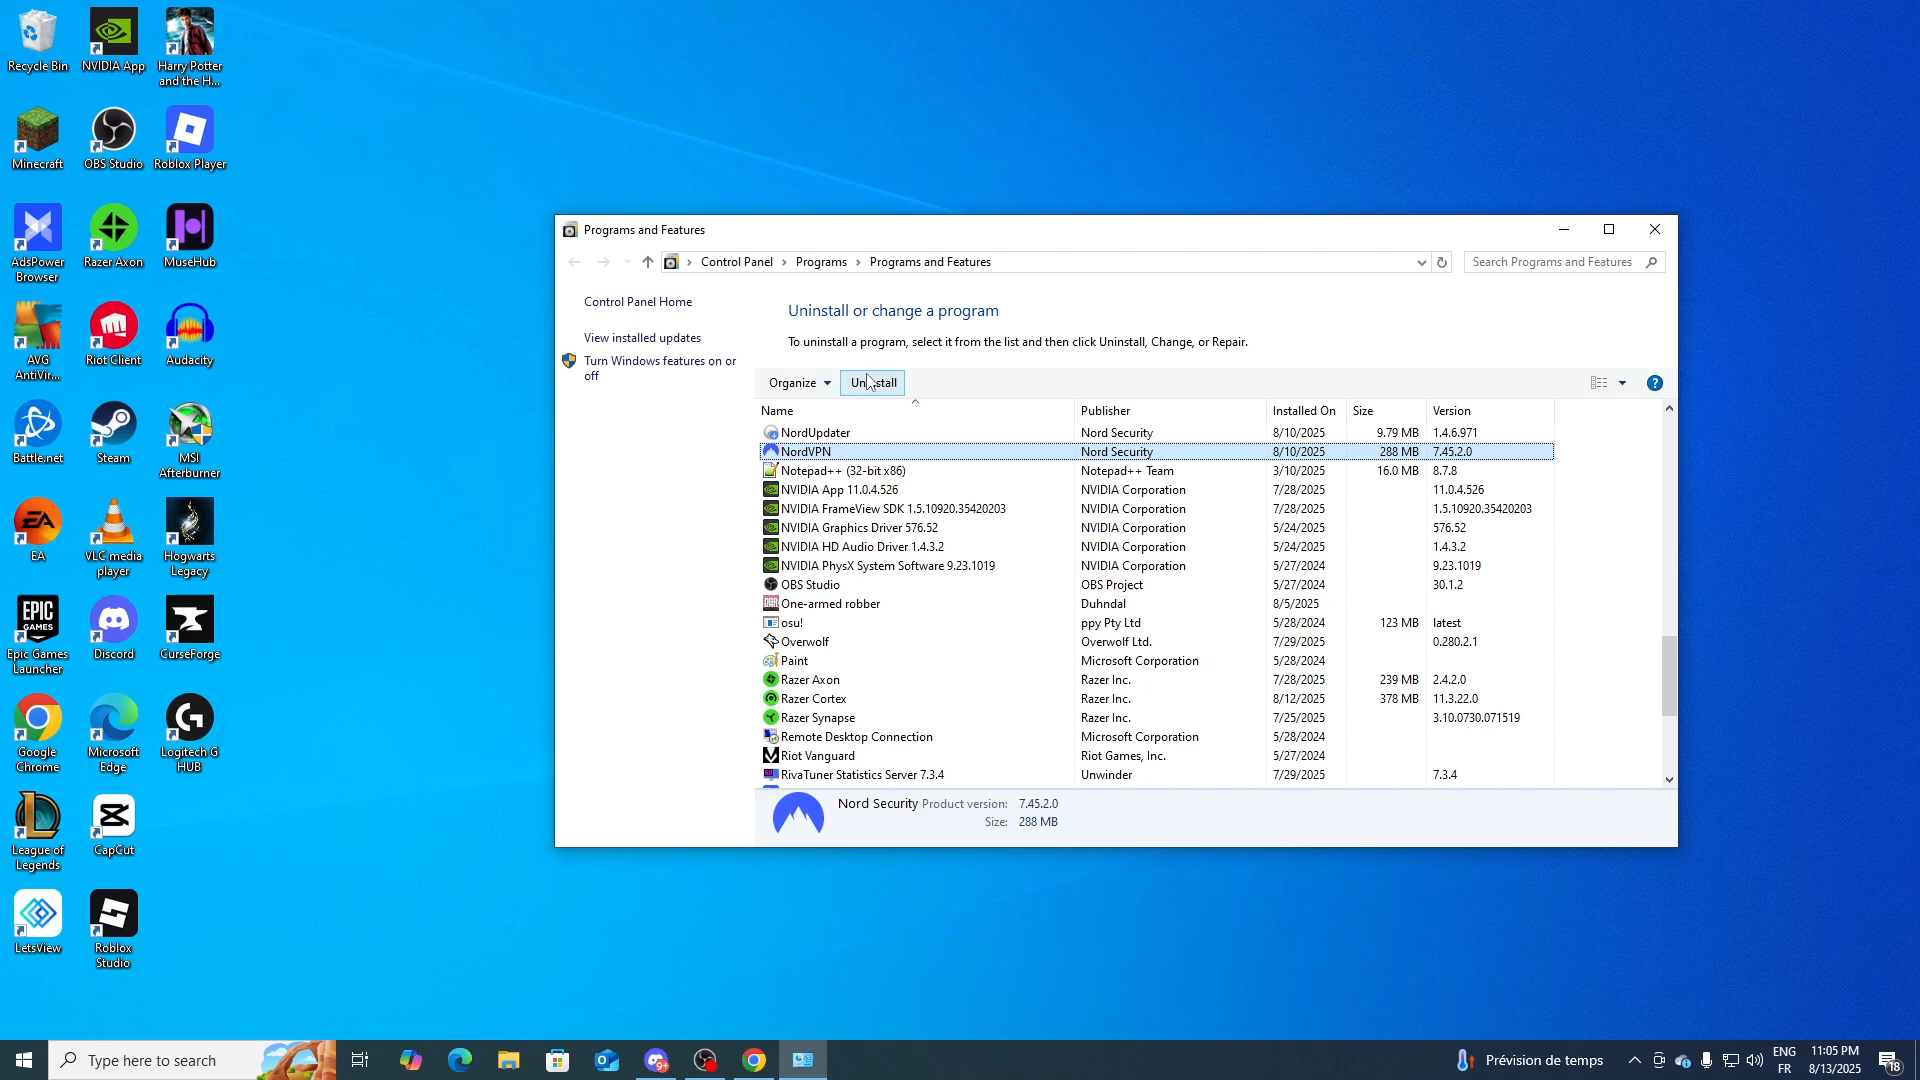 Recycle Bin
NVIDIA App
Harry Potter
and the H...
Minecraft
OBS Studio
Roblox Player
AdsPower
Browser
Razer Axon
MuseHub
AVG
AntiVir...
Riot Client
Audacity
Battle.net
Steam
MSI
Afterburner
EA
EA
VLC media
player
Hogwarts
Legacy
EPIC
GAMES
Epic Games
Launcher
Discord
CurseForge
Google
Chrome
Microsoft
Edge
Logitech G
HUB
League of
Legends
CapCut
LetsView
Roblox
Studio
Programs and Features
Control Panel > Programs > Programs and Features
Search Programs and Features
Control Panel Home
View installed updates
Turn Windows features on or
off
Uninstall or change a program
To uninstall a program, select it from the list and then click Uninstall, Change, or Repair.
Organize Uninstall
Name Publisher Installed On Size Version
NordUpdater Nord Security 8/10/2025 9.79 MB 1.4.6.971
NordVPN Nord Security 8/10/2025 288 MB 7.45.2.0
Notepad++ (32-bit x86) Notepad++ Team 3/10/2025 16.0 MB 8.7.8
NVIDIA App 11.0.4.526 NVIDIA Corporation 7/28/2025 11.0.4.526
NVIDIA FrameView SDK 1.5.10920.35420203 NVIDIA Corporation 7/28/2025 1.5.10920.35420203
NVIDIA Graphics Driver 576.52 NVIDIA Corporation 5/24/2025 576.52
NVIDIA HD Audio Driver 1.4.3.2 NVIDIA Corporation 5/24/2025 1.4.3.2
NVIDIA PhysX System Software 9.23.1019 NVIDIA Corporation 5/27/2024 9.23.1019
OBS Studio OBS Project 5/27/2024 30.1.2
One-armed robber Duhndal 8/5/2025
osu! ppy Pty Ltd 5/28/2024 123 MB latest
Overwolf Overwolf Ltd. 7/29/2025 0.280.2.1
Paint Microsoft Corporation 5/28/2024
Razer Axon Razer Inc. 7/28/2025 239 MB 2.4.2.0
Razer Cortex Razer Inc. 8/12/2025 378 MB 11.3.22.0
Razer Synapse Razer Inc. 7/25/2025 3.10.0730.071519
Remote Desktop Connection Microsoft Corporation 5/28/2024
Riot Vanguard Riot Games, Inc. 5/27/2024
RivaTuner Statistics Server 7.3.4 Unwinder 7/29/2025 7.3.4
Nord Security Product version: 7.45.2.0
Size: 288 MB
Type here to search
9+
Prévision de temps
ENG
FR
11:05 PM
8/13/2025
18